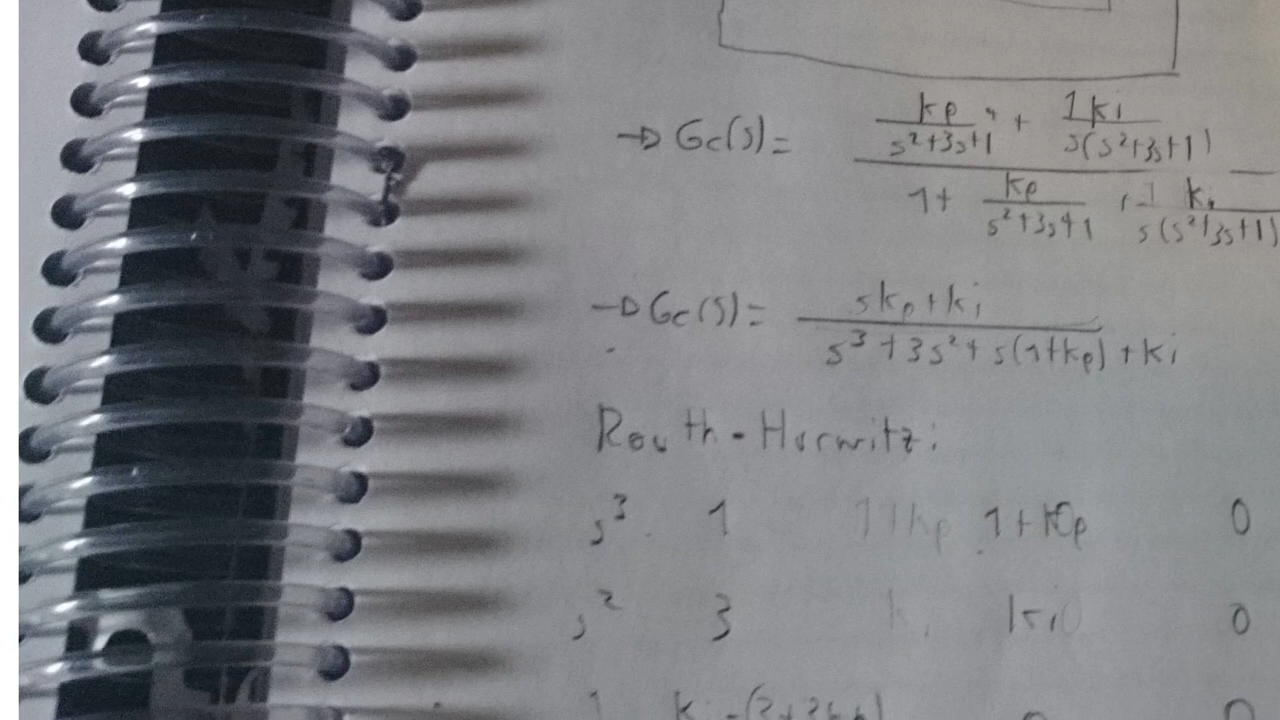 → Gc(s) = (kp/(s²+3s+1) + 1ki/(s(s²+3s+1))) / (1 + kp/(s²+3s+1) + 1 ki/(s(s²+3s+1)))
→ Gc(s) = (skp+ki) / (s³+3s²+s(1+kp)+ki)
Routh-Hurwitz:
s³ 1 1+kp 0
s² 3 ki 0